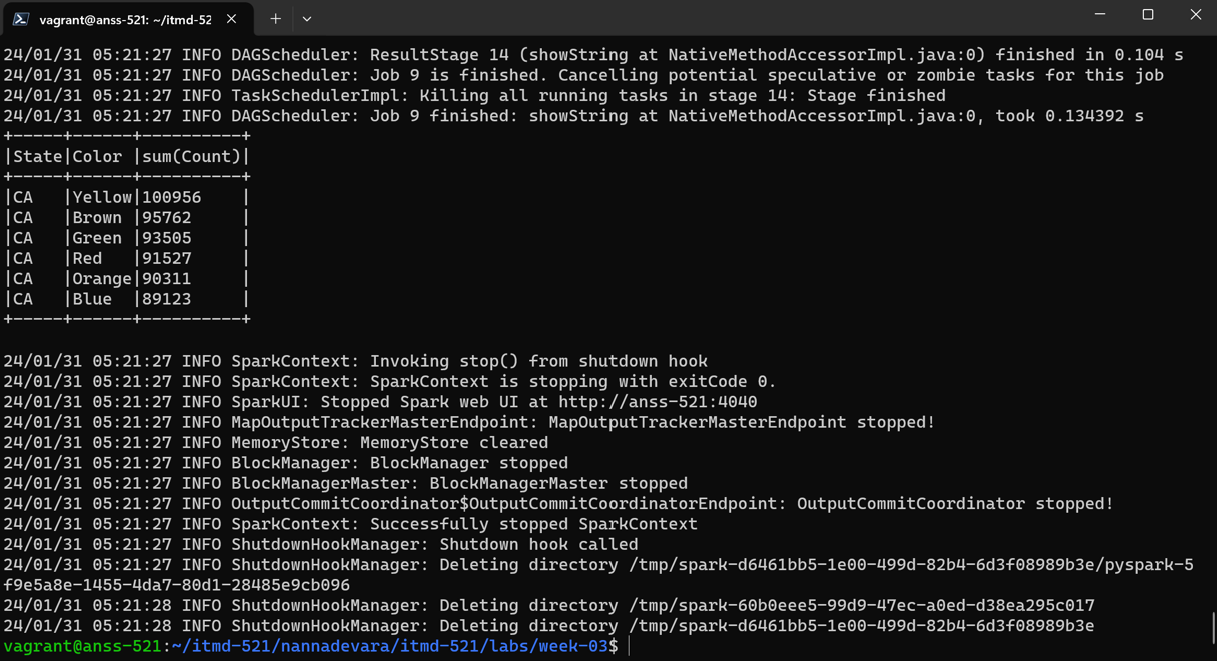 vagrant@anss-521: ~/itmd-52
24/01/31 05:21:27 INFO DAGScheduler: ResultStage 14 (showString at NativeMethodAccessorImpl.java:0) finished in 0.104 s
24/01/31 05:21:27 INFO DAGScheduler: Job 9 is finished. Cancelling potential speculative or zombie tasks for this job
24/01/31 05:21:27 INFO TaskSchedulerImpl: Killing all running tasks in stage 14: Stage finished
24/01/31 05:21:27 INFO DAGScheduler: Job 9 finished: showString at NativeMethodAccessorImpl.java:0, took 0.134392 s
+-----+------+----------+
|State|Color |sum(Count)|
+-----+------+----------+
|CA   |Yellow|100956    |
|CA   |Brown |95762     |
|CA   |Green |93505     |
|CA   |Red   |91527     |
|CA   |Orange|90311     |
|CA   |Blue  |89123     |
+-----+------+----------+
24/01/31 05:21:27 INFO SparkContext: Invoking stop() from shutdown hook
24/01/31 05:21:27 INFO SparkContext: SparkContext is stopping with exitCode 0.
24/01/31 05:21:27 INFO SparkUI: Stopped Spark web UI at http://anss-521:4040
24/01/31 05:21:27 INFO MapOutputTrackerMasterEndpoint: MapOutputTrackerMasterEndpoint stopped!
24/01/31 05:21:27 INFO MemoryStore: MemoryStore cleared
24/01/31 05:21:27 INFO BlockManager: BlockManager stopped
24/01/31 05:21:27 INFO BlockManagerMaster: BlockManagerMaster stopped
24/01/31 05:21:27 INFO OutputCommitCoordinator$OutputCommitCoordinatorEndpoint: OutputCommitCoordinator stopped!
24/01/31 05:21:27 INFO SparkContext: Successfully stopped SparkContext
24/01/31 05:21:27 INFO ShutdownHookManager: Shutdown hook called
24/01/31 05:21:27 INFO ShutdownHookManager: Deleting directory /tmp/spark-d6461bb5-1e00-499d-82b4-6d3f08989b3e/pyspark-5
f9e5a8e-1455-4da7-80d1-28485e9cb096
24/01/31 05:21:28 INFO ShutdownHookManager: Deleting directory /tmp/spark-60b0eee5-99d9-47ec-a0ed-d38ea295c017
24/01/31 05:21:28 INFO ShutdownHookManager: Deleting directory /tmp/spark-d6461bb5-1e00-499d-82b4-6d3f08989b3e
vagrant@anss-521:~/itmd-521/nannadevara/itmd-521/labs/week-03$